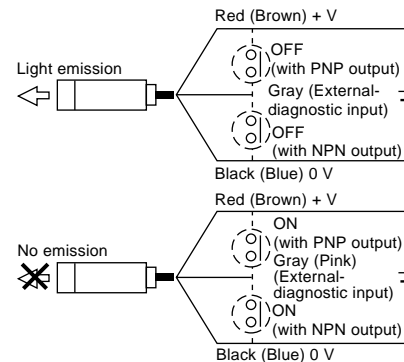 Red (Brown) + V
OFF
(with PNP output)
Light emission
Gray (External-
diagnostic input)
OFF
(with NPN output)
Black (Blue) 0 V
Red (Brown) + V
ON
(with PNP output)
No emission
Gray (Pink)
(External-
diagnostic input)
ON
(with NPN output)
Black (Blue) 0 V